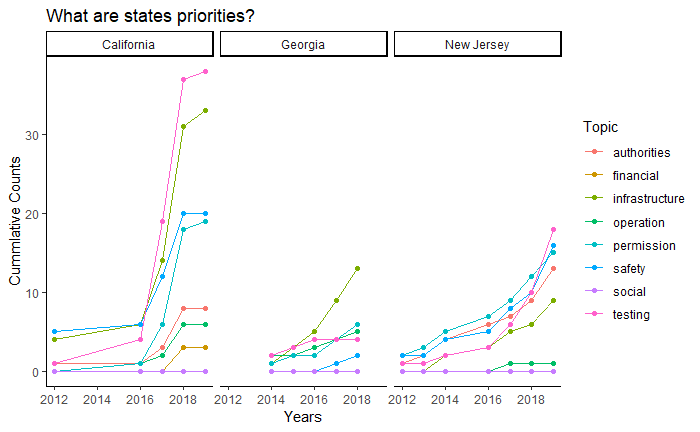 What are states priorities?
California
Georgia
New Jersey
Cummlative Counts
30
20
10
0
2012 2014 2016 2018
2012 2014 2016 2018
2012 2014 2016 2018
Years
Topic
authorities
financial
infrastructure
operation
permission
safety
social
testing